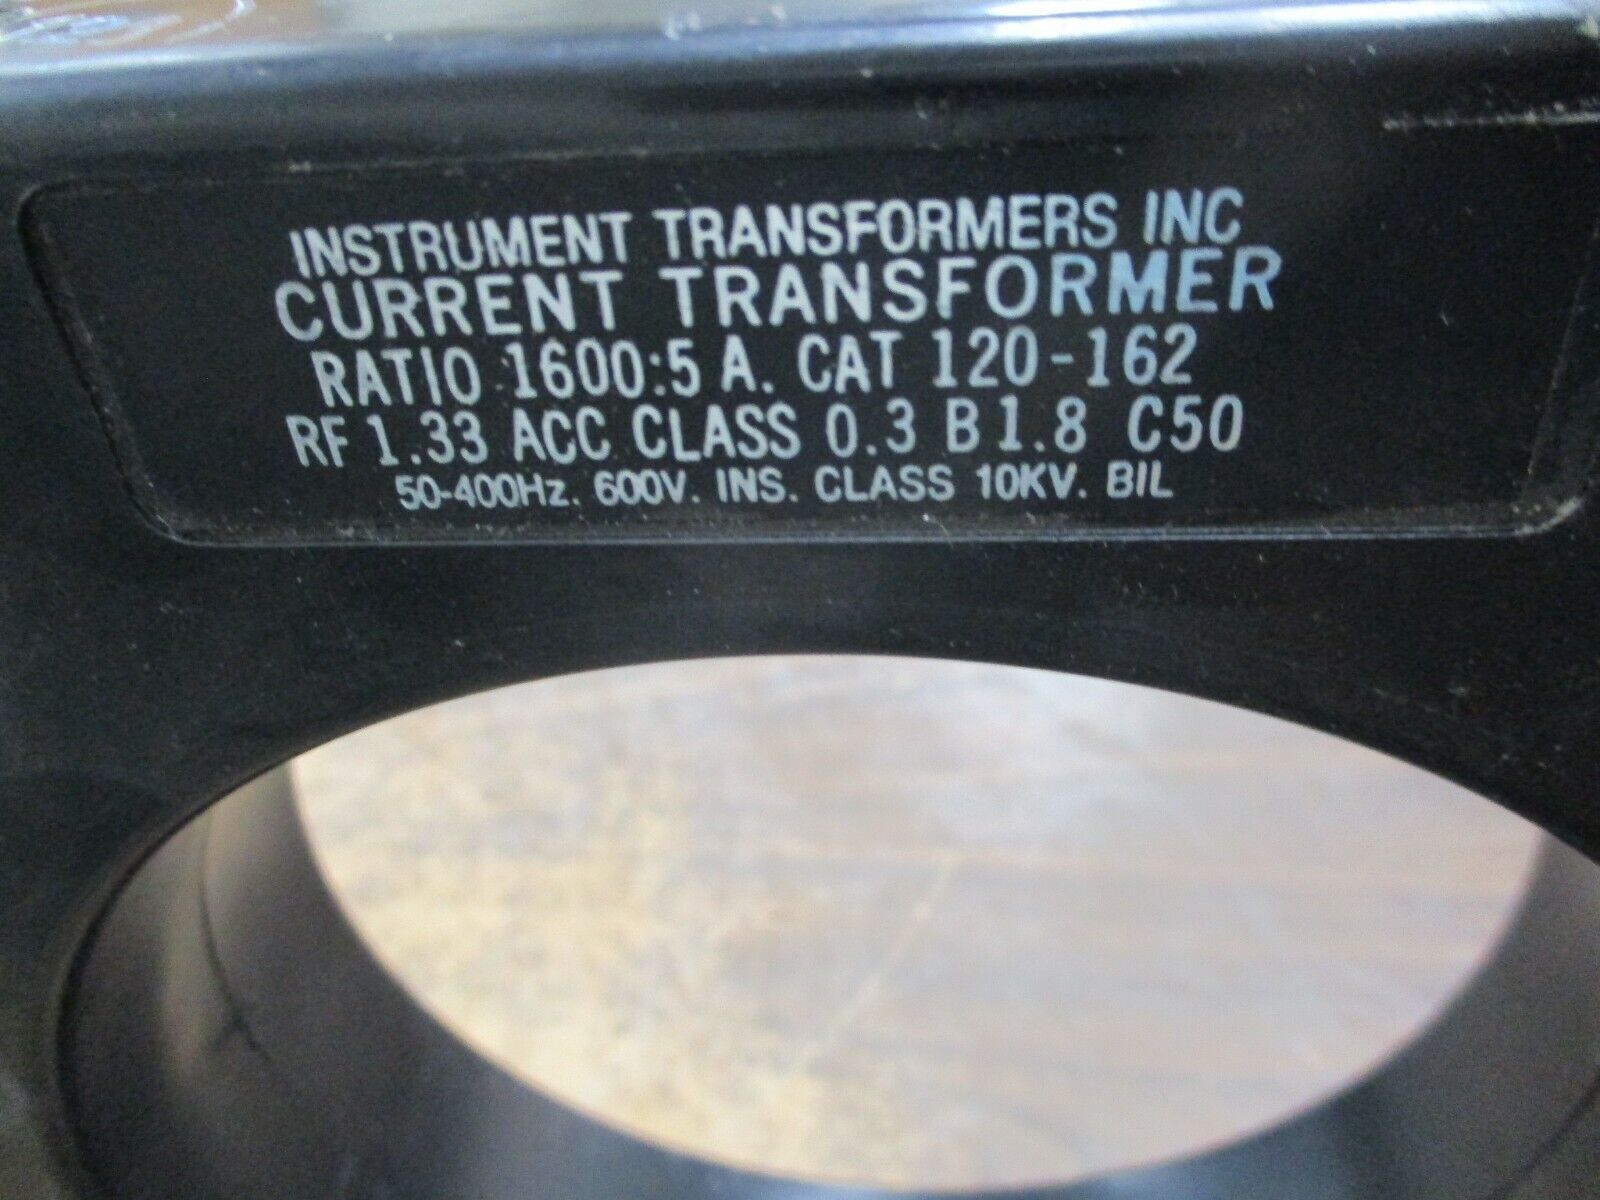 INSTRUMENT TRANSFORMERS INC
CURRENT TRANSFORMER
RATIO 1600:5 A. CAT 120-162
RF 1.33 ACC CLASS 0.3 B1.8 C50
50-400Hz. 600V. INS. CLASS 10KV. BIL